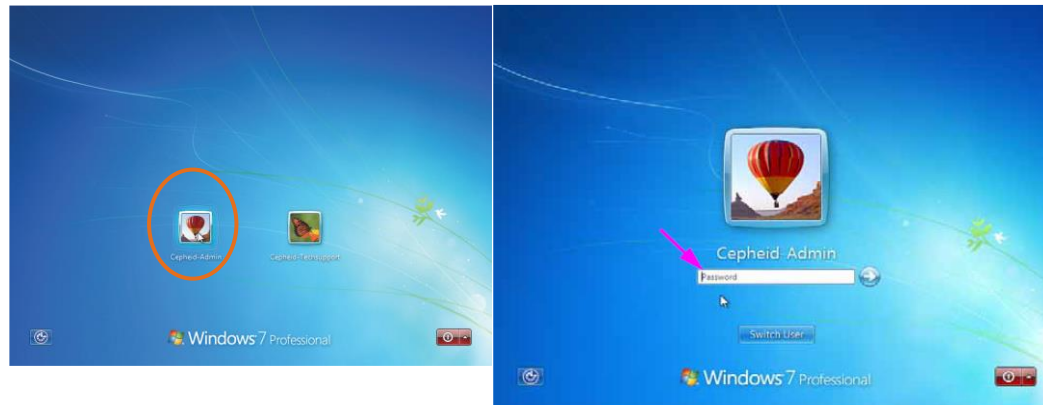 Cepheid-Admin
Cepheid-Techsupport
Windows 7 Professional
Cepheid-Admin
Password
Switch User
Windows 7 Professional